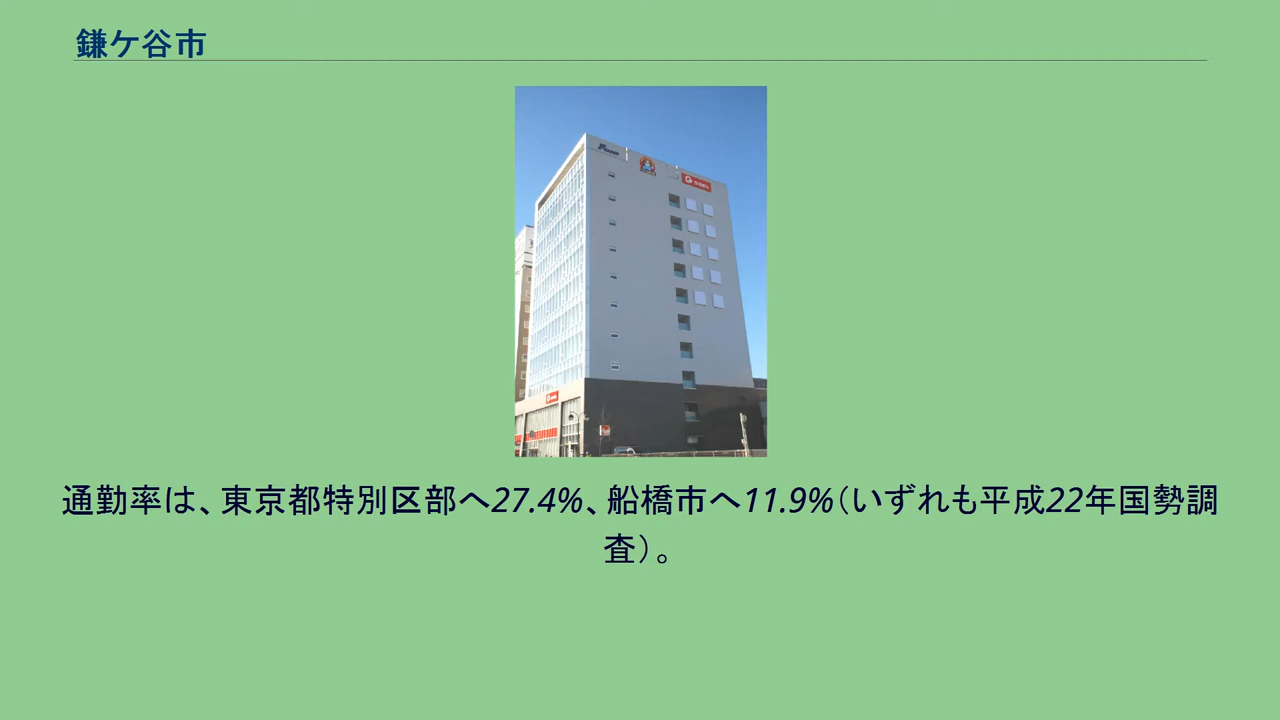 鎌ケ谷市
通勤率は、東京都特別区部へ27.4%、船橋市へ11.9%（いずれも平成22年国勢調
査）。